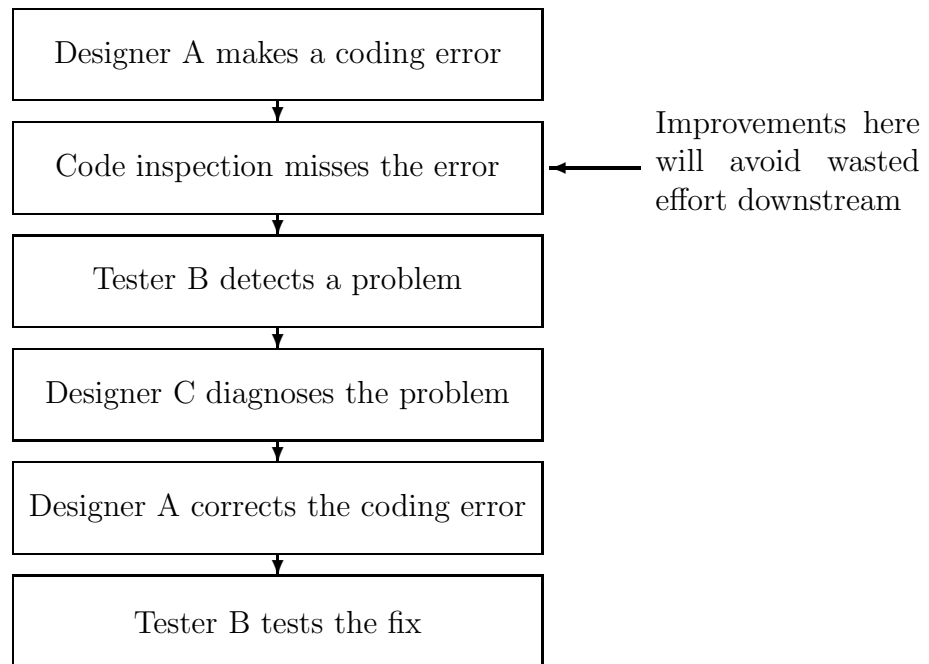 Designer A makes a coding error
Code inspection misses the error
Improvements here
will avoid wasted
effort downstream
Tester B detects a problem
Designer C diagnoses the problem
Designer A corrects the coding error
Tester B tests the fix